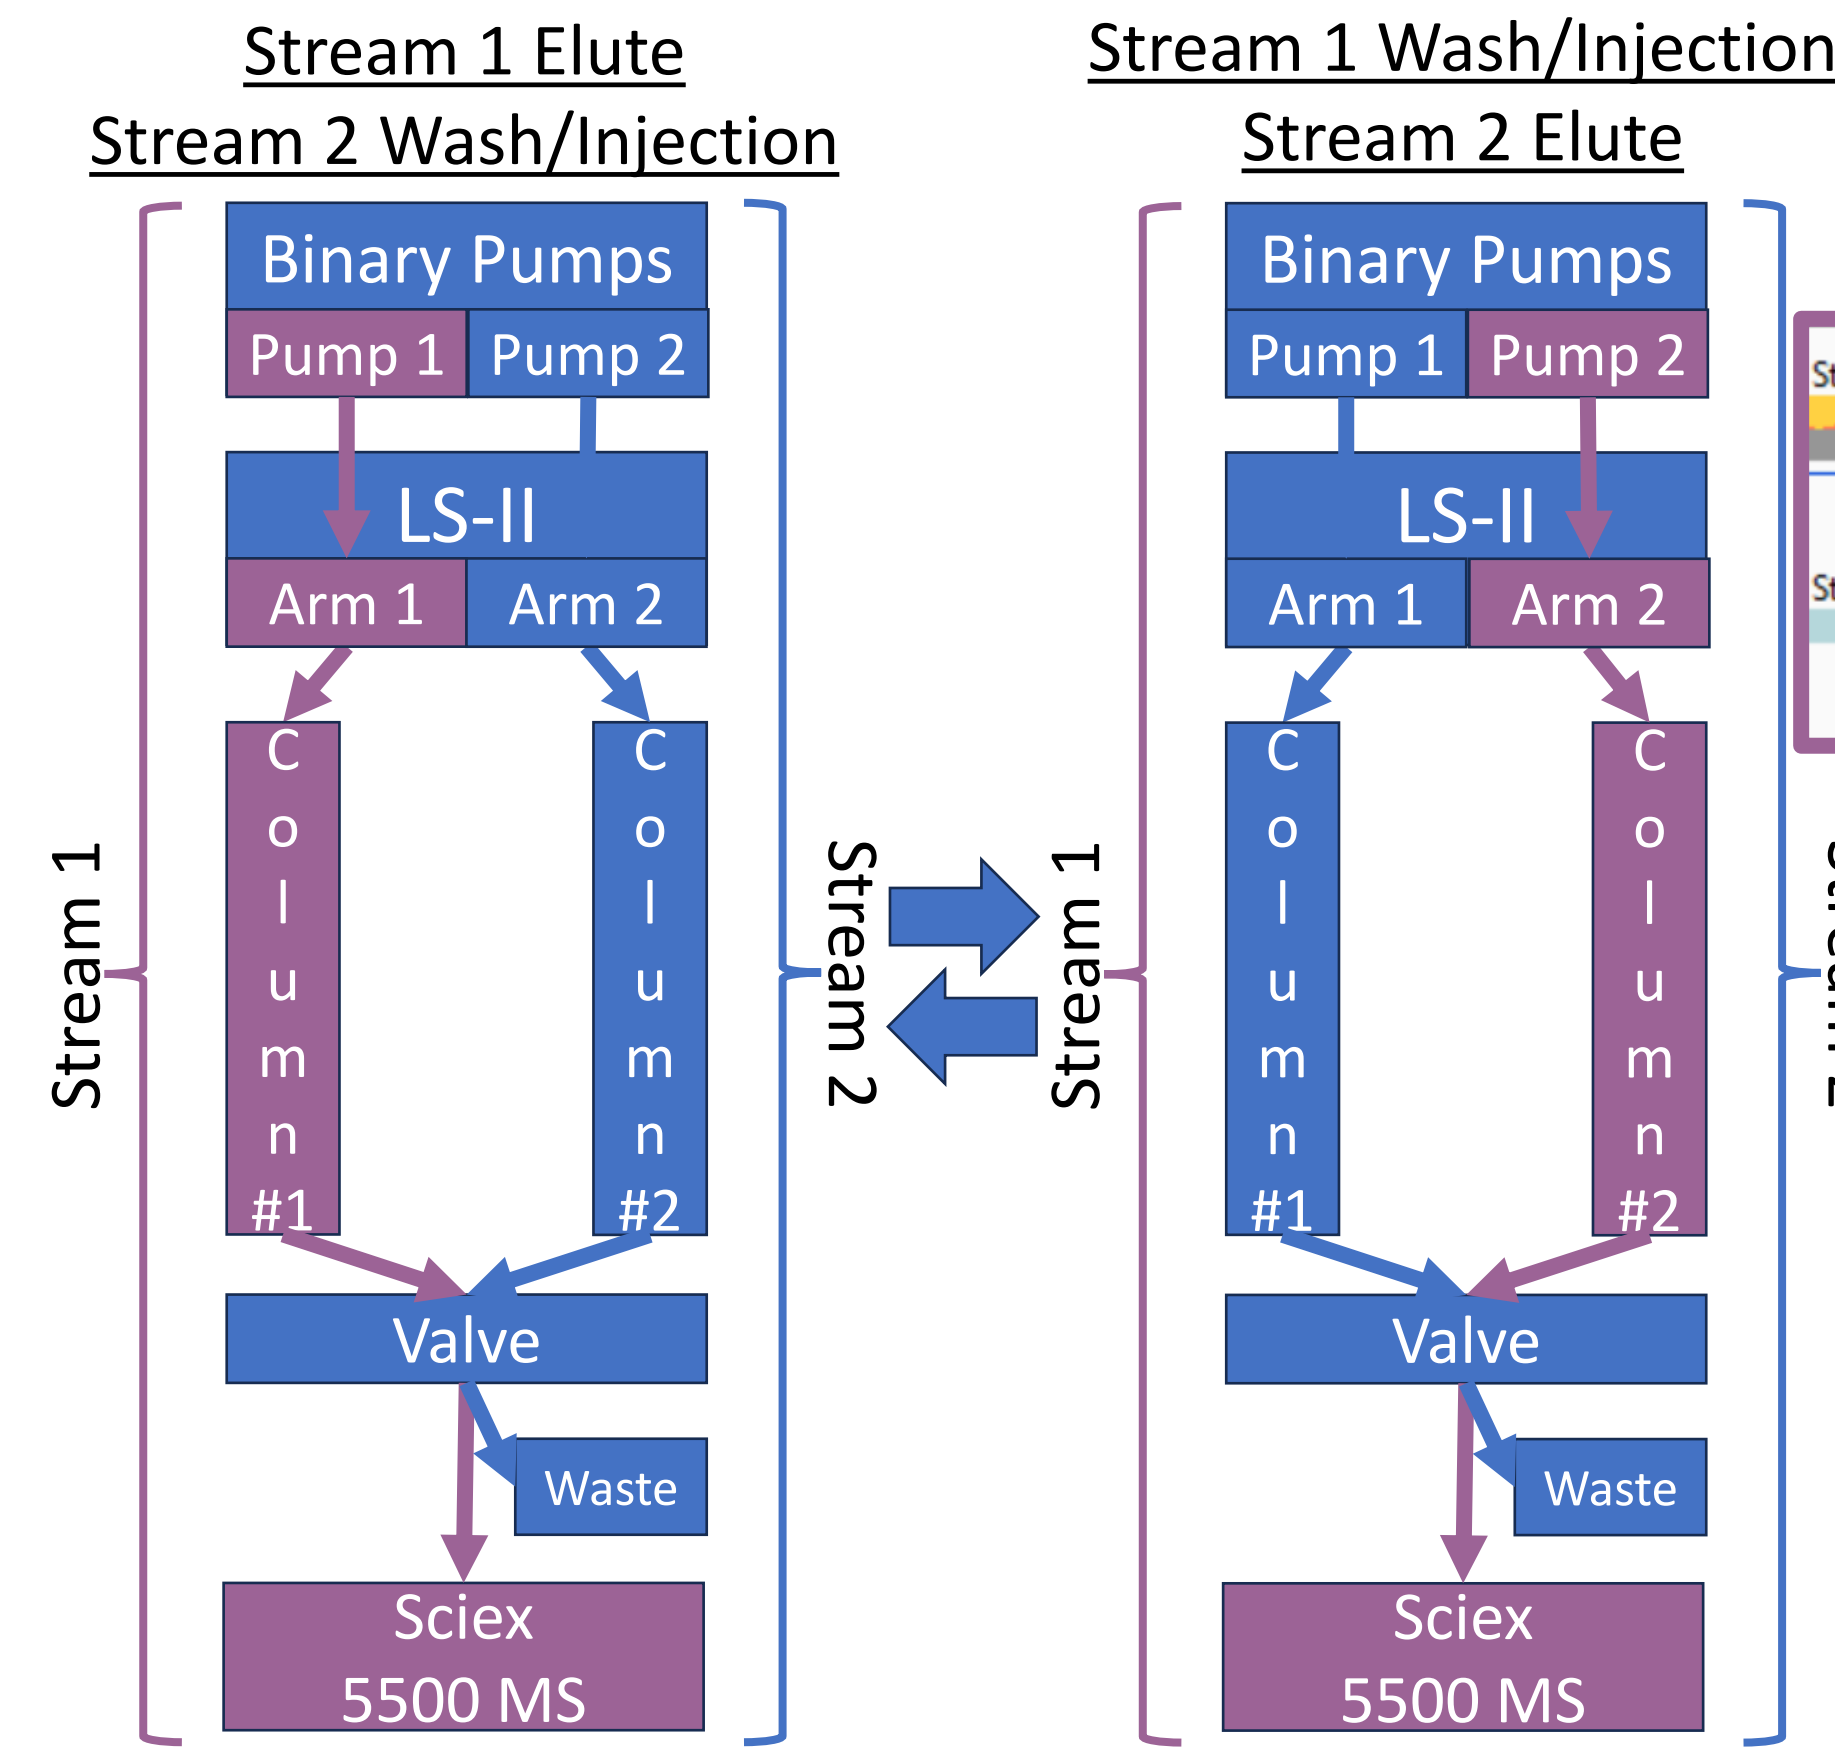 Stream 1 Elute
Stream 2 Wash/Injection
Binary Pumps
Pump 1 Pump 2
LS-II
Arm 1 Arm 2
Column #1
Column #2
Valve
Waste
Sciex
5500 MS
Stream 1
Stream 2
Stream 1 Wash/Injection
Stream 2 Elute
Binary Pumps
Pump 1 Pump 2
LS-II
Arm 1 Arm 2
Column #1
Column #2
Valve
Waste
Sciex
5500 MS
Stream 1